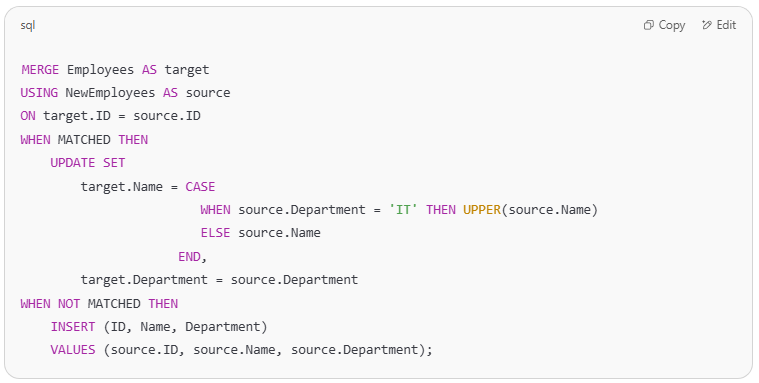 sql
Copy
Edit
MERGE Employees AS target
USING NewEmployees AS source
ON target.ID = source.ID
WHEN MATCHED THEN
UPDATE SET
target.Name = CASE
WHEN source.Department = 'IT' THEN UPPER(source.Name)
ELSE source.Name
END,
target.Department = source.Department
WHEN NOT MATCHED THEN
INSERT (ID, Name, Department)
VALUES (source.ID, source.Name, source.Department);